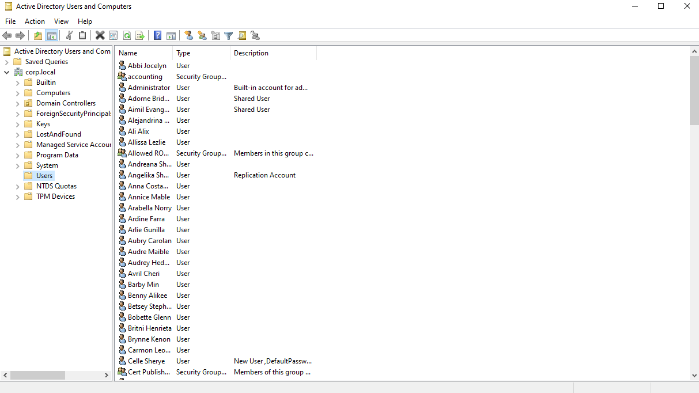 Active Directory Users and Computers
File Action View Help
Active Directory Users and Com
Saved Queries
corp.local
Builtin
Computers
Domain Controllers
ForeignSecurityPrincipals
Keys
LostAndFound
Managed Service Accour
Program Data
System
Users
NTDS Quotas
TPM Devices
Name Type Description
Abbi Jocelyn User
accounting Security Group...
Administrator User Built-in account for ad...
Adorne Brid... User Shared User
Aimil Evang... User Shared User
Alejandrina ... User
Ali Alix User
Allissa Lezlie User
Allowed RO... Security Group... Members in this group c...
Andreana Sh... User
Angelika Sh... User Replication Account
Anna Costa... User
Annice Mable User
Arabella Norry User
Ardine Farra User
Arlie Gunilla User
Aubry Carolan User
Audre Maible User
Audrey Hed... User
Avril Cheri User
Barby Min User
Benny Alikee User
Betsey Steph... User
Bobette Glenn User
Britni Henrieta User
Brynne Kenon User
Carmon Leo... User
Celle Sherye User New User ,DefaultPassw...
Cert Publish... Security Group... Members of this group ...